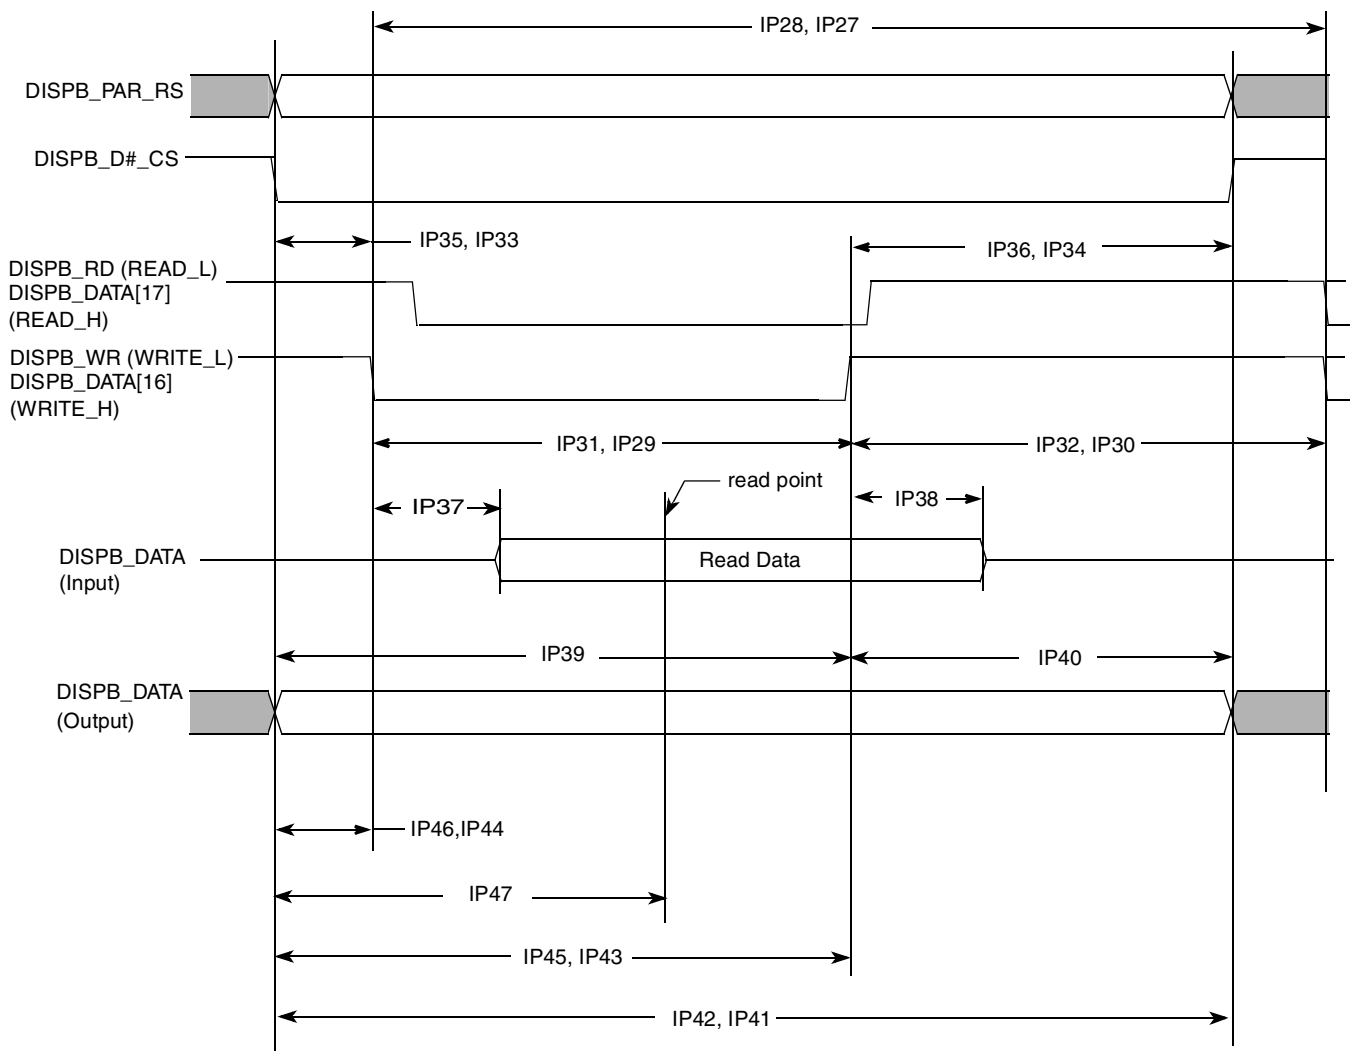 IP28, IP27
DISPB_PAR_RS
DISPB_D#_CS
IP35, IP33
IP36, IP34
DISPB_RD (READ_L)
DISPB_DATA[17]
(READ_H)
DISPB_WR (WRITE_L)
DISPB_DATA[16]
(WRITE_H)
IP31, IP29
IP32, IP30
read point
IP37
IP38
DISPB_DATA
(Input)
Read Data
IP39
IP40
DISPB_DATA
(Output)
IP46,IP44
IP47
IP45, IP43
IP42, IP41